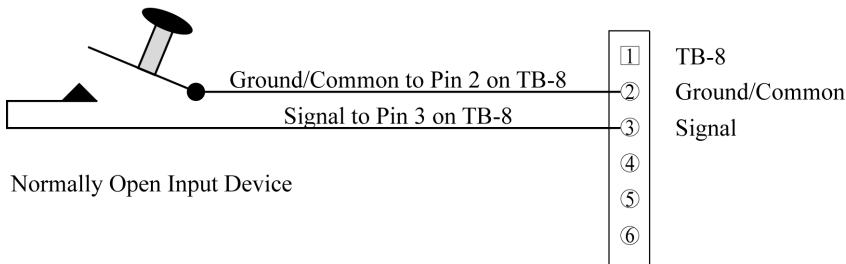 1 TB-8
Ground/Common to Pin 2 on TB-8 2 Ground/Common
Signal to Pin 3 on TB-8 3 Signal
4
Normally Open Input Device
5
6